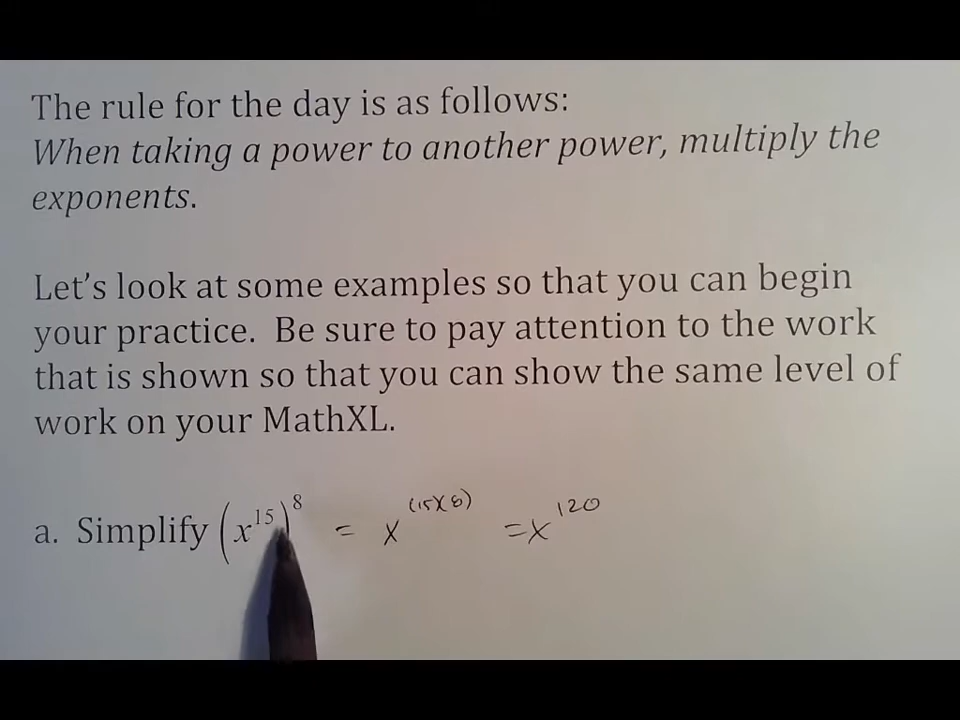 The rule for the day is as follows:
When taking a power to another power, multiply the
exponents.
Let's look at some examples so that you can begin
your practice. Be sure to pay attention to the work
that is shown so that you can show the same level of
work on your MathXL.
a. Simplify (x^15)^8 = x^(15)(8) = x^120